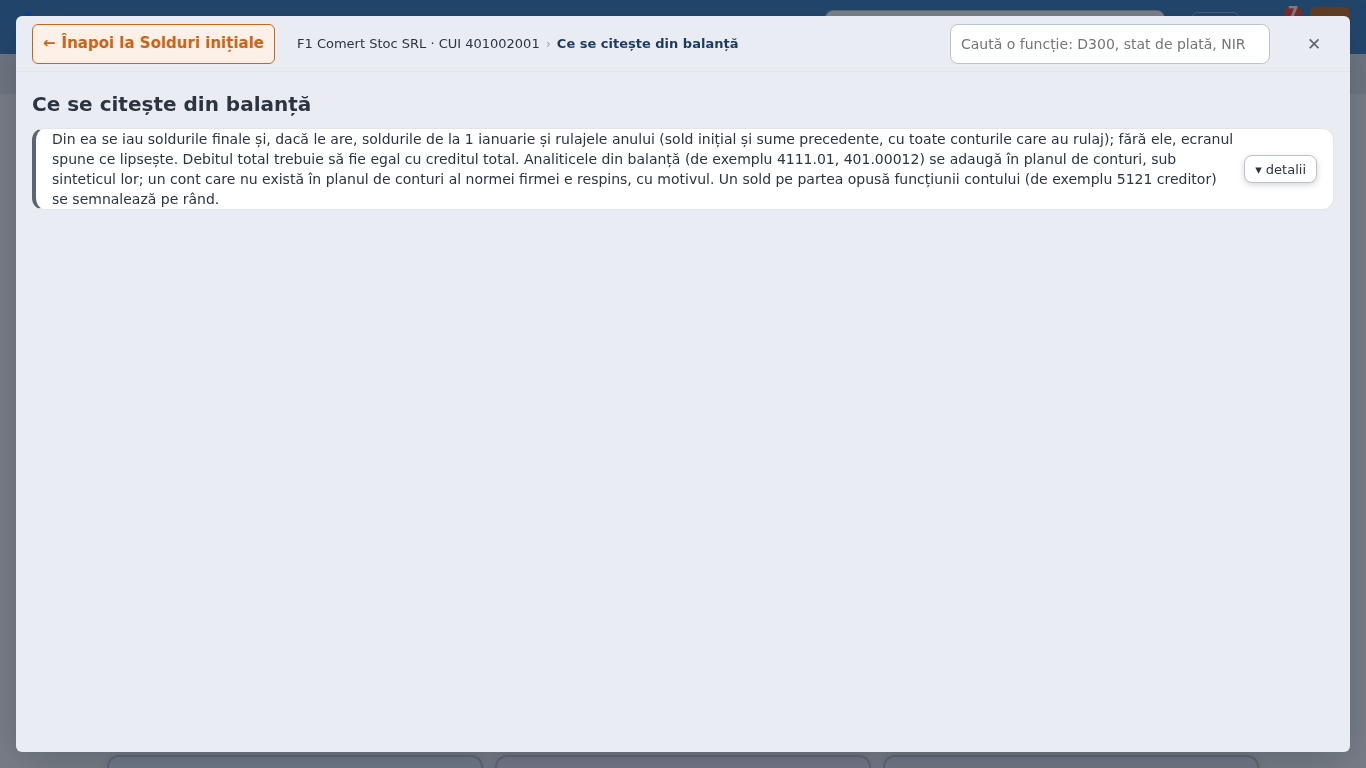 ← Înapoi la Solduri inițiale
F1 Comert Stoc SRL · CUI 401002001 › Ce se citește din balanță
Caută o funcție: D300, stat de plată, NIR
✕
7
Ce se citește din balanță
Din ea se iau soldurile finale și, dacă le are, soldurile de la 1 ianuarie și rulajele anului (sold inițial și sume precedente, cu toate conturile care au rulaj); fără ele, ecranul
spune ce lipsește. Debitul total trebuie să fie egal cu creditul total. Analiticele din balanță (de exemplu 4111.01, 401.00012) se adaugă în planul de conturi, sub
sinteticul lor; un cont care nu există în planul de conturi al normei firmei e respins, cu motivul. Un sold pe partea opusă funcțiunii contului (de exemplu 5121 creditor)
se semnalează pe rând.
▾ detalii